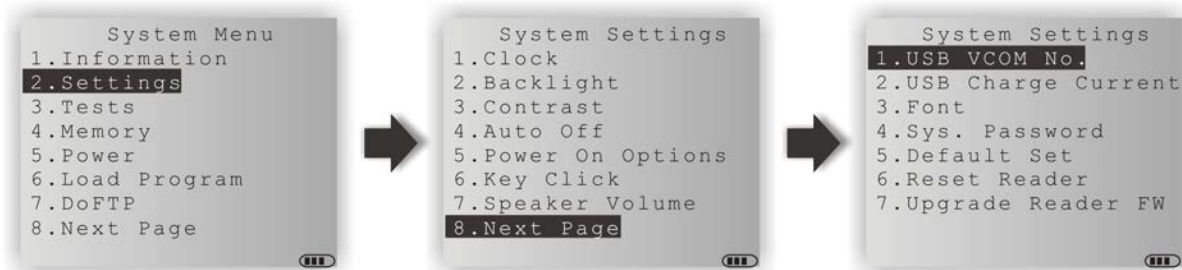 System Menu
1.Information
2.Settings
3.Tests
4.Memory
5.Power
6.Load Program
7.DoFTP
8.Next Page
System Settings
1.Clock
2.Backlight
3.Contrast
4.Auto Off
5.Power On Options
6.Key Click
7.Speaker Volume
8.Next Page
System Settings
1.USB VCOM No.
2.USB Charge Current
3.Font
4.Sys. Password
5.Default Set
6.Reset Reader
7.Upgrade Reader FW